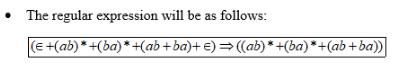 • The regular expression will be as follows:
(∈+(ab)*+(ba)*+(ab+ba)+∈)⇒((ab)*+(ba)*+(ab+ba))